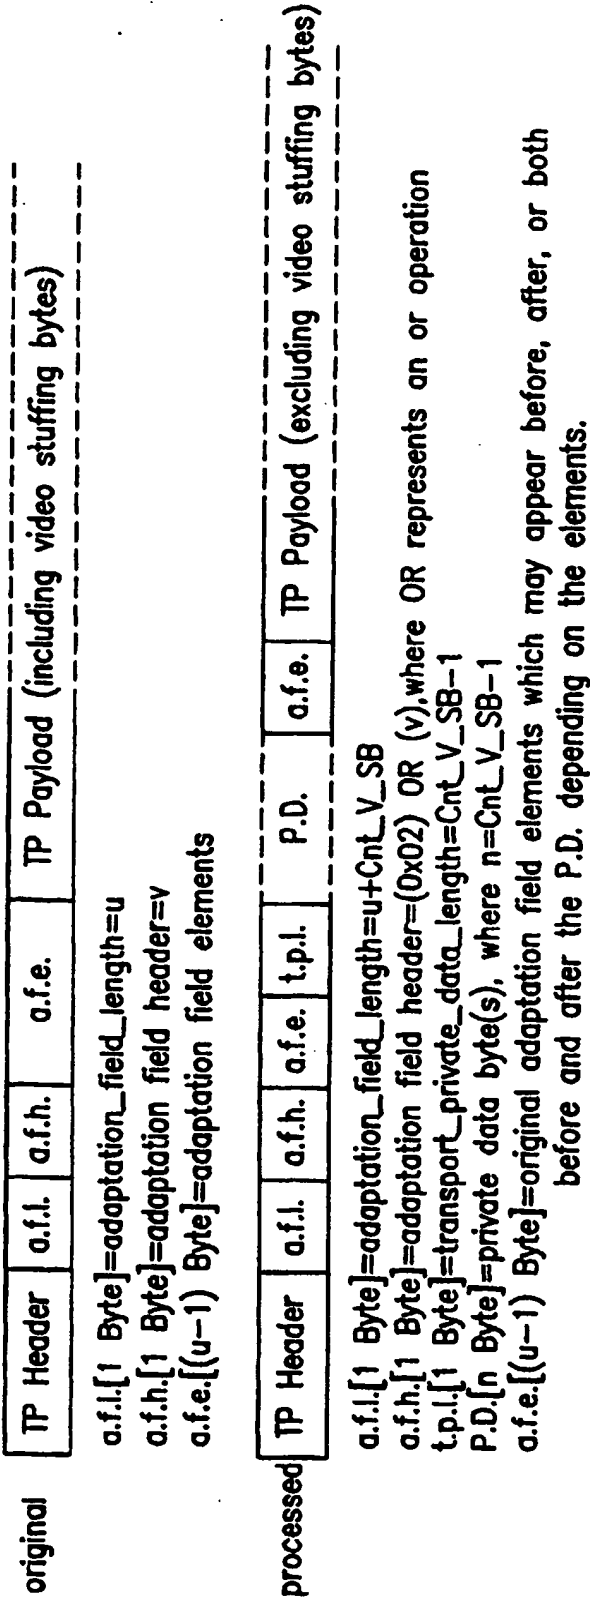 original TP Header a.f.l. a.f.h. a.f.e. TP Payload (including video stuffing bytes)
a.f.l.[1 Byte]=adaptation_field_length=u
a.f.h.[1 Byte]=adaptation field header=v
a.f.e.[(u-1) Byte]=adaptation field elements
processed TP Header a.f.l. a.f.h. a.f.e. t.p.l. P.D. a.f.e. TP Payload (excluding video stuffing bytes)
a.f.l.[1 Byte]=adaptation_field_length=u+Cnt_V_SB
a.f.h.[1 Byte]=adaptation field header=(0x02) OR (v),where OR represents an or operation
t.p.l.[1 Byte]=transport_private_data_length=Cnt_V_SB-1
P.D.[n Byte]=private data byte(s), where n=Cnt_V_SB-1
a.f.e.[(u-1) Byte]=original adaptation field elements which may appear before, after, or both
before and after the P.D. depending on the elements.